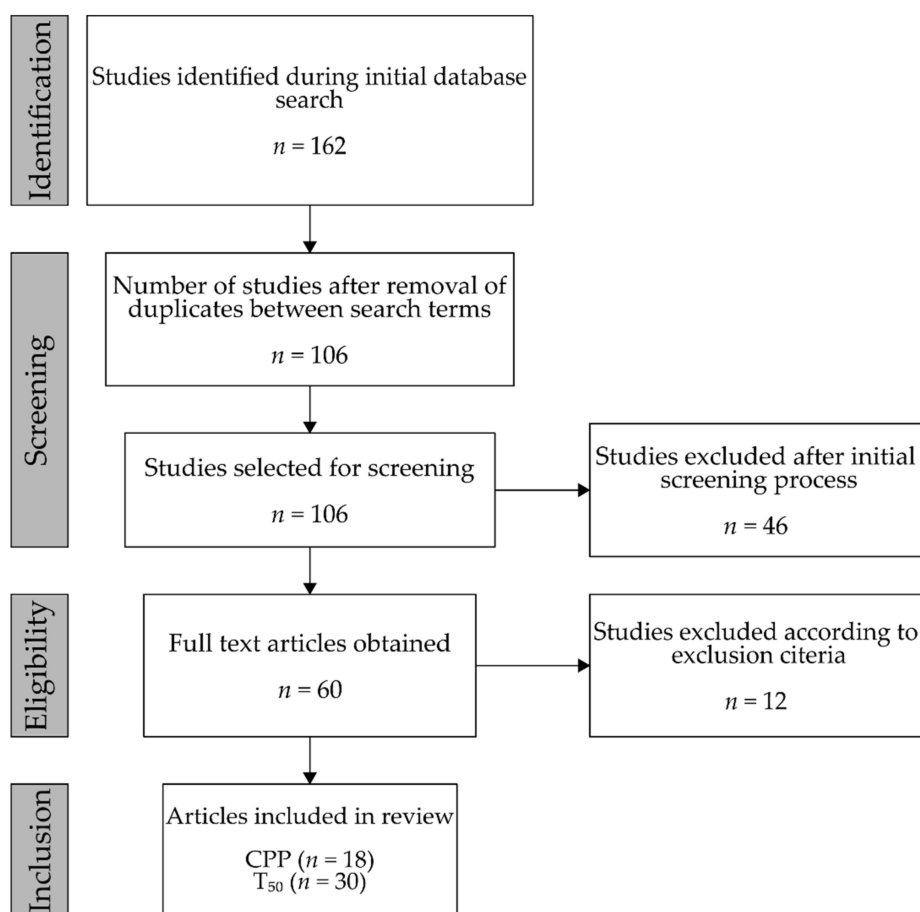 Identification
Studies identified during initial database
search
n = 162
Screening
Number of studies after removal of
duplicates between search terms
n = 106
Studies selected for screening
n = 106
Studies excluded after initial
screening process
n = 46
Eligibility
Full text articles obtained
n = 60
Studies excluded according to
exclusion citeria
n = 12
Inclusion
Articles included in review
CPP (n = 18)
T₅₀ (n = 30)